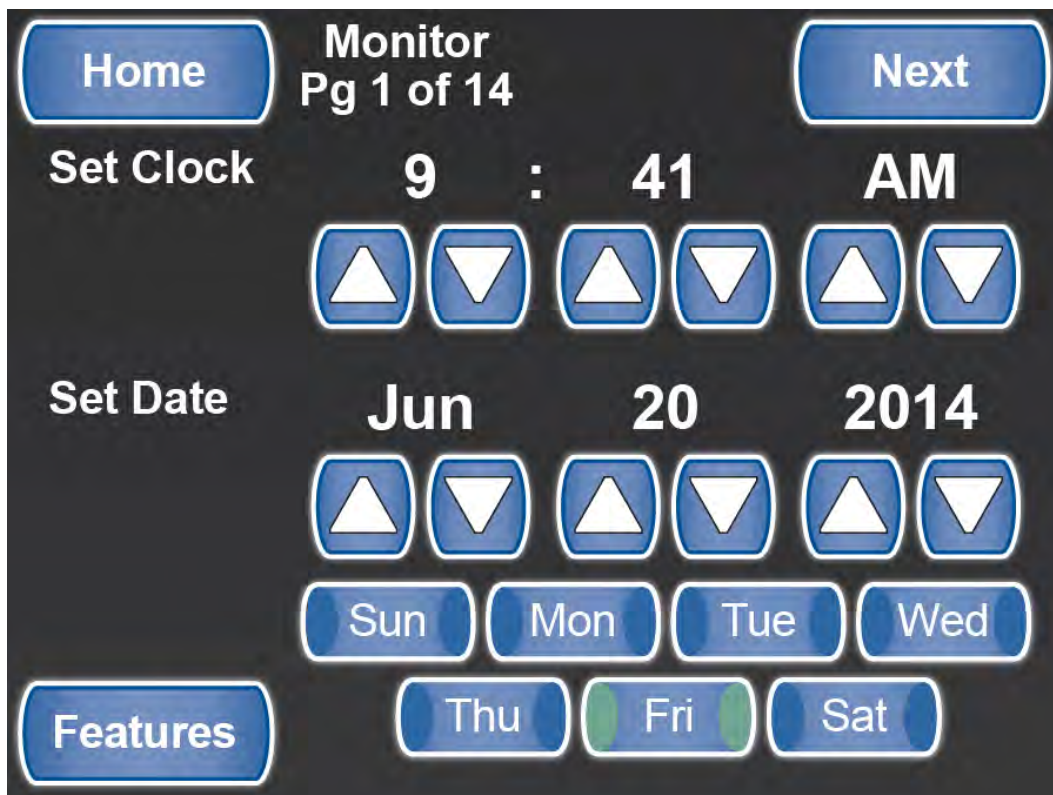 Home
Monitor
Pg 1 of 14
Next
Set Clock
9 : 41 AM
Set Date
Jun 20 2014
Sun Mon Tue Wed
Thu Fri Sat
Features